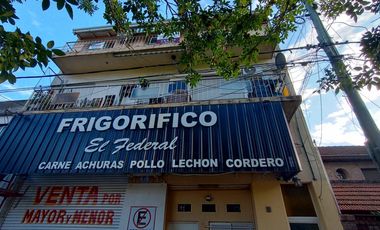 FRIGORIFICO
El Federal
CARNE ACHURAS POLLO LECHON CORDERO
VENTA POR
MAYOR Y MENOR
E